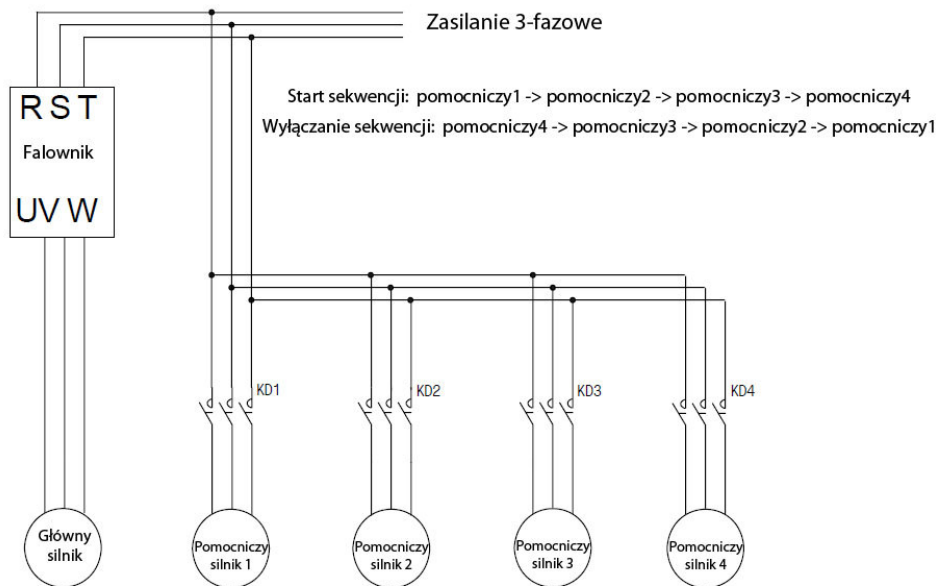 Zasilanie 3-fazowe
R S T
Falownik
UV W
Start sekwencji: pomocniczy1 -> pomocniczy2 -> pomocniczy3 -> pomocniczy4
Wyłączanie sekwencji: pomocniczy4 -> pomocniczy3 -> pomocniczy2 -> pomocniczy1
KD1
KD2
KD3
KD4
Główny
silnik
Pomocniczy
silnik 1
Pomocniczy
silnik 2
Pomocniczy
silnik 3
Pomocniczy
silnik 4